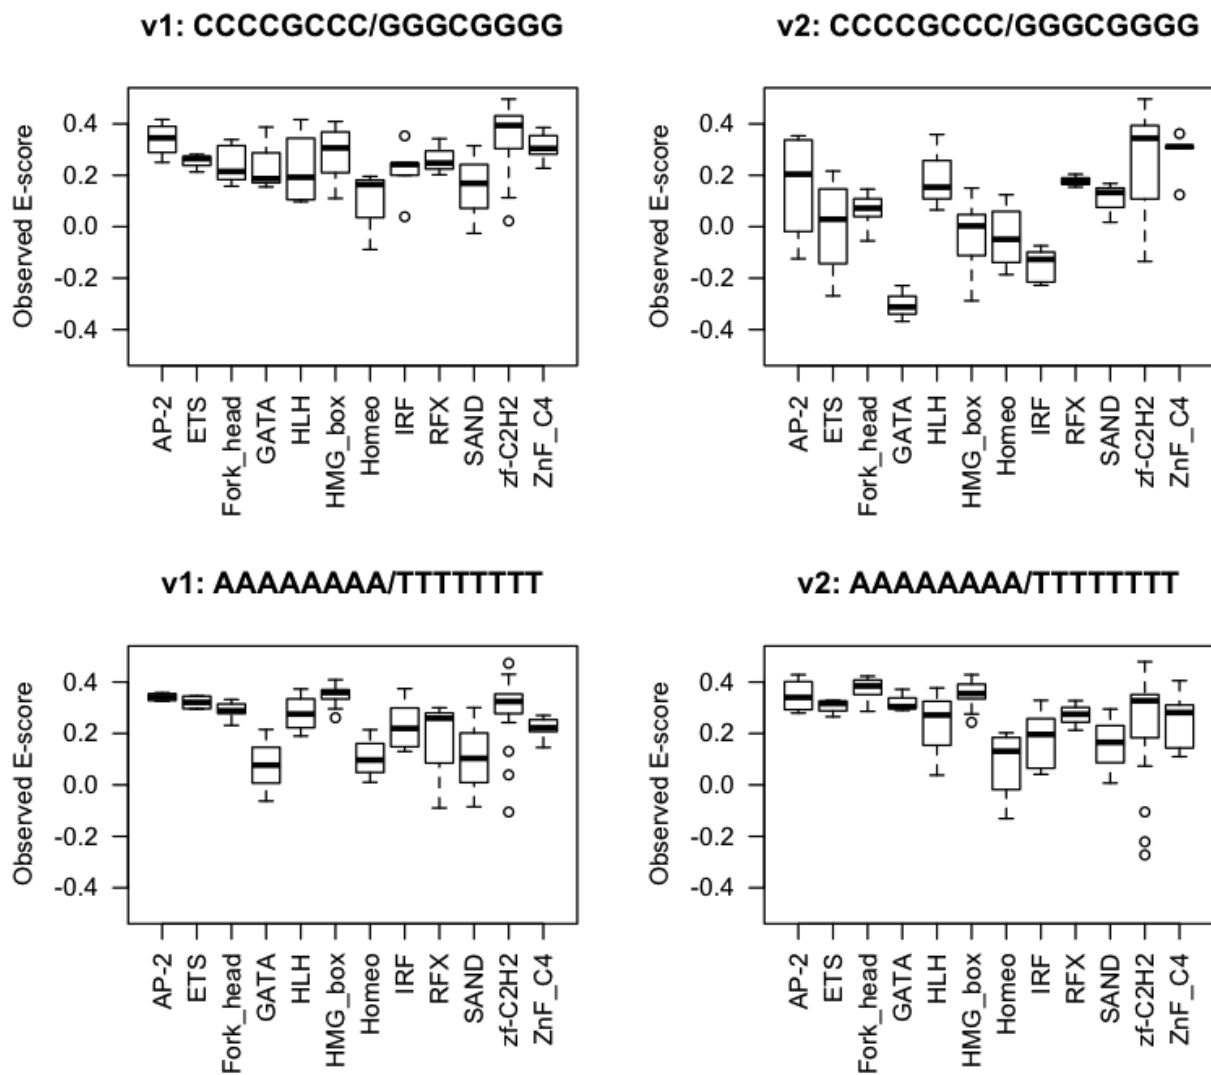 v1: CCCCGCCC/GGGCGGGG
Observed E-score
0.4
0.2
0.0
-0.2
-0.4
AP-2
ETS
Fork_head
GATA
HLH
HMG_box
Homeo
IRF
RFX
SAND
zf-C2H2
ZnF_C4
v2: CCCCGCCC/GGGCGGGG
Observed E-score
0.4
0.2
0.0
-0.2
-0.4
AP-2
ETS
Fork_head
GATA
HLH
HMG_box
Homeo
IRF
RFX
SAND
zf-C2H2
ZnF_C4
v1: AAAAAAAA/TTTTTTTT
Observed E-score
0.4
0.2
0.0
-0.2
-0.4
AP-2
ETS
Fork_head
GATA
HLH
HMG_box
Homeo
IRF
RFX
SAND
zf-C2H2
ZnF_C4
v2: AAAAAAAA/TTTTTTTT
Observed E-score
0.4
0.2
0.0
-0.2
-0.4
AP-2
ETS
Fork_head
GATA
HLH
HMG_box
Homeo
IRF
RFX
SAND
zf-C2H2
ZnF_C4